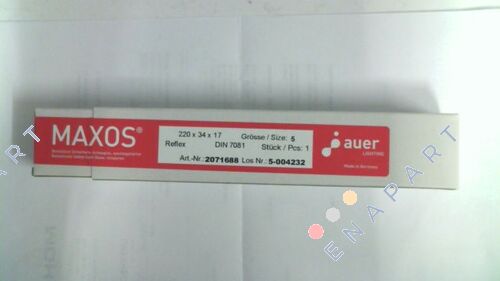 MAXOS®
220 x 34 x 17 Grösse / Size: 5
Reflex DIN 7081 Stück / Pcs: 1
Art.-Nr.: 2071688 Los Nr.: 5-004232
auer
LIGHTING
Made in Germany
ENAPART